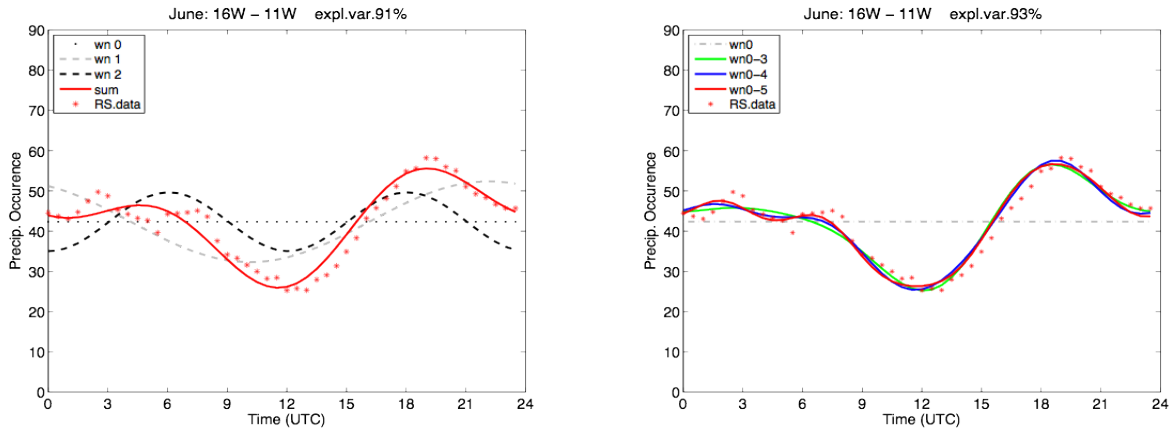 June: 16W – 11W expl.var.91%
90
80
70
60
50
40
30
20
10
0
Precip. Occurence
wn 0
wn 1
wn 2
sum
RS.data
0 3 6 9 12 15 18 21 24
Time (UTC)
June: 16W – 11W expl.var.93%
90
80
70
60
50
40
30
20
10
0
Precip. Occurence
wn0
wn0–3
wn0–4
wn0–5
RS.data
0 3 6 9 12 15 18 21 24
Time (UTC)